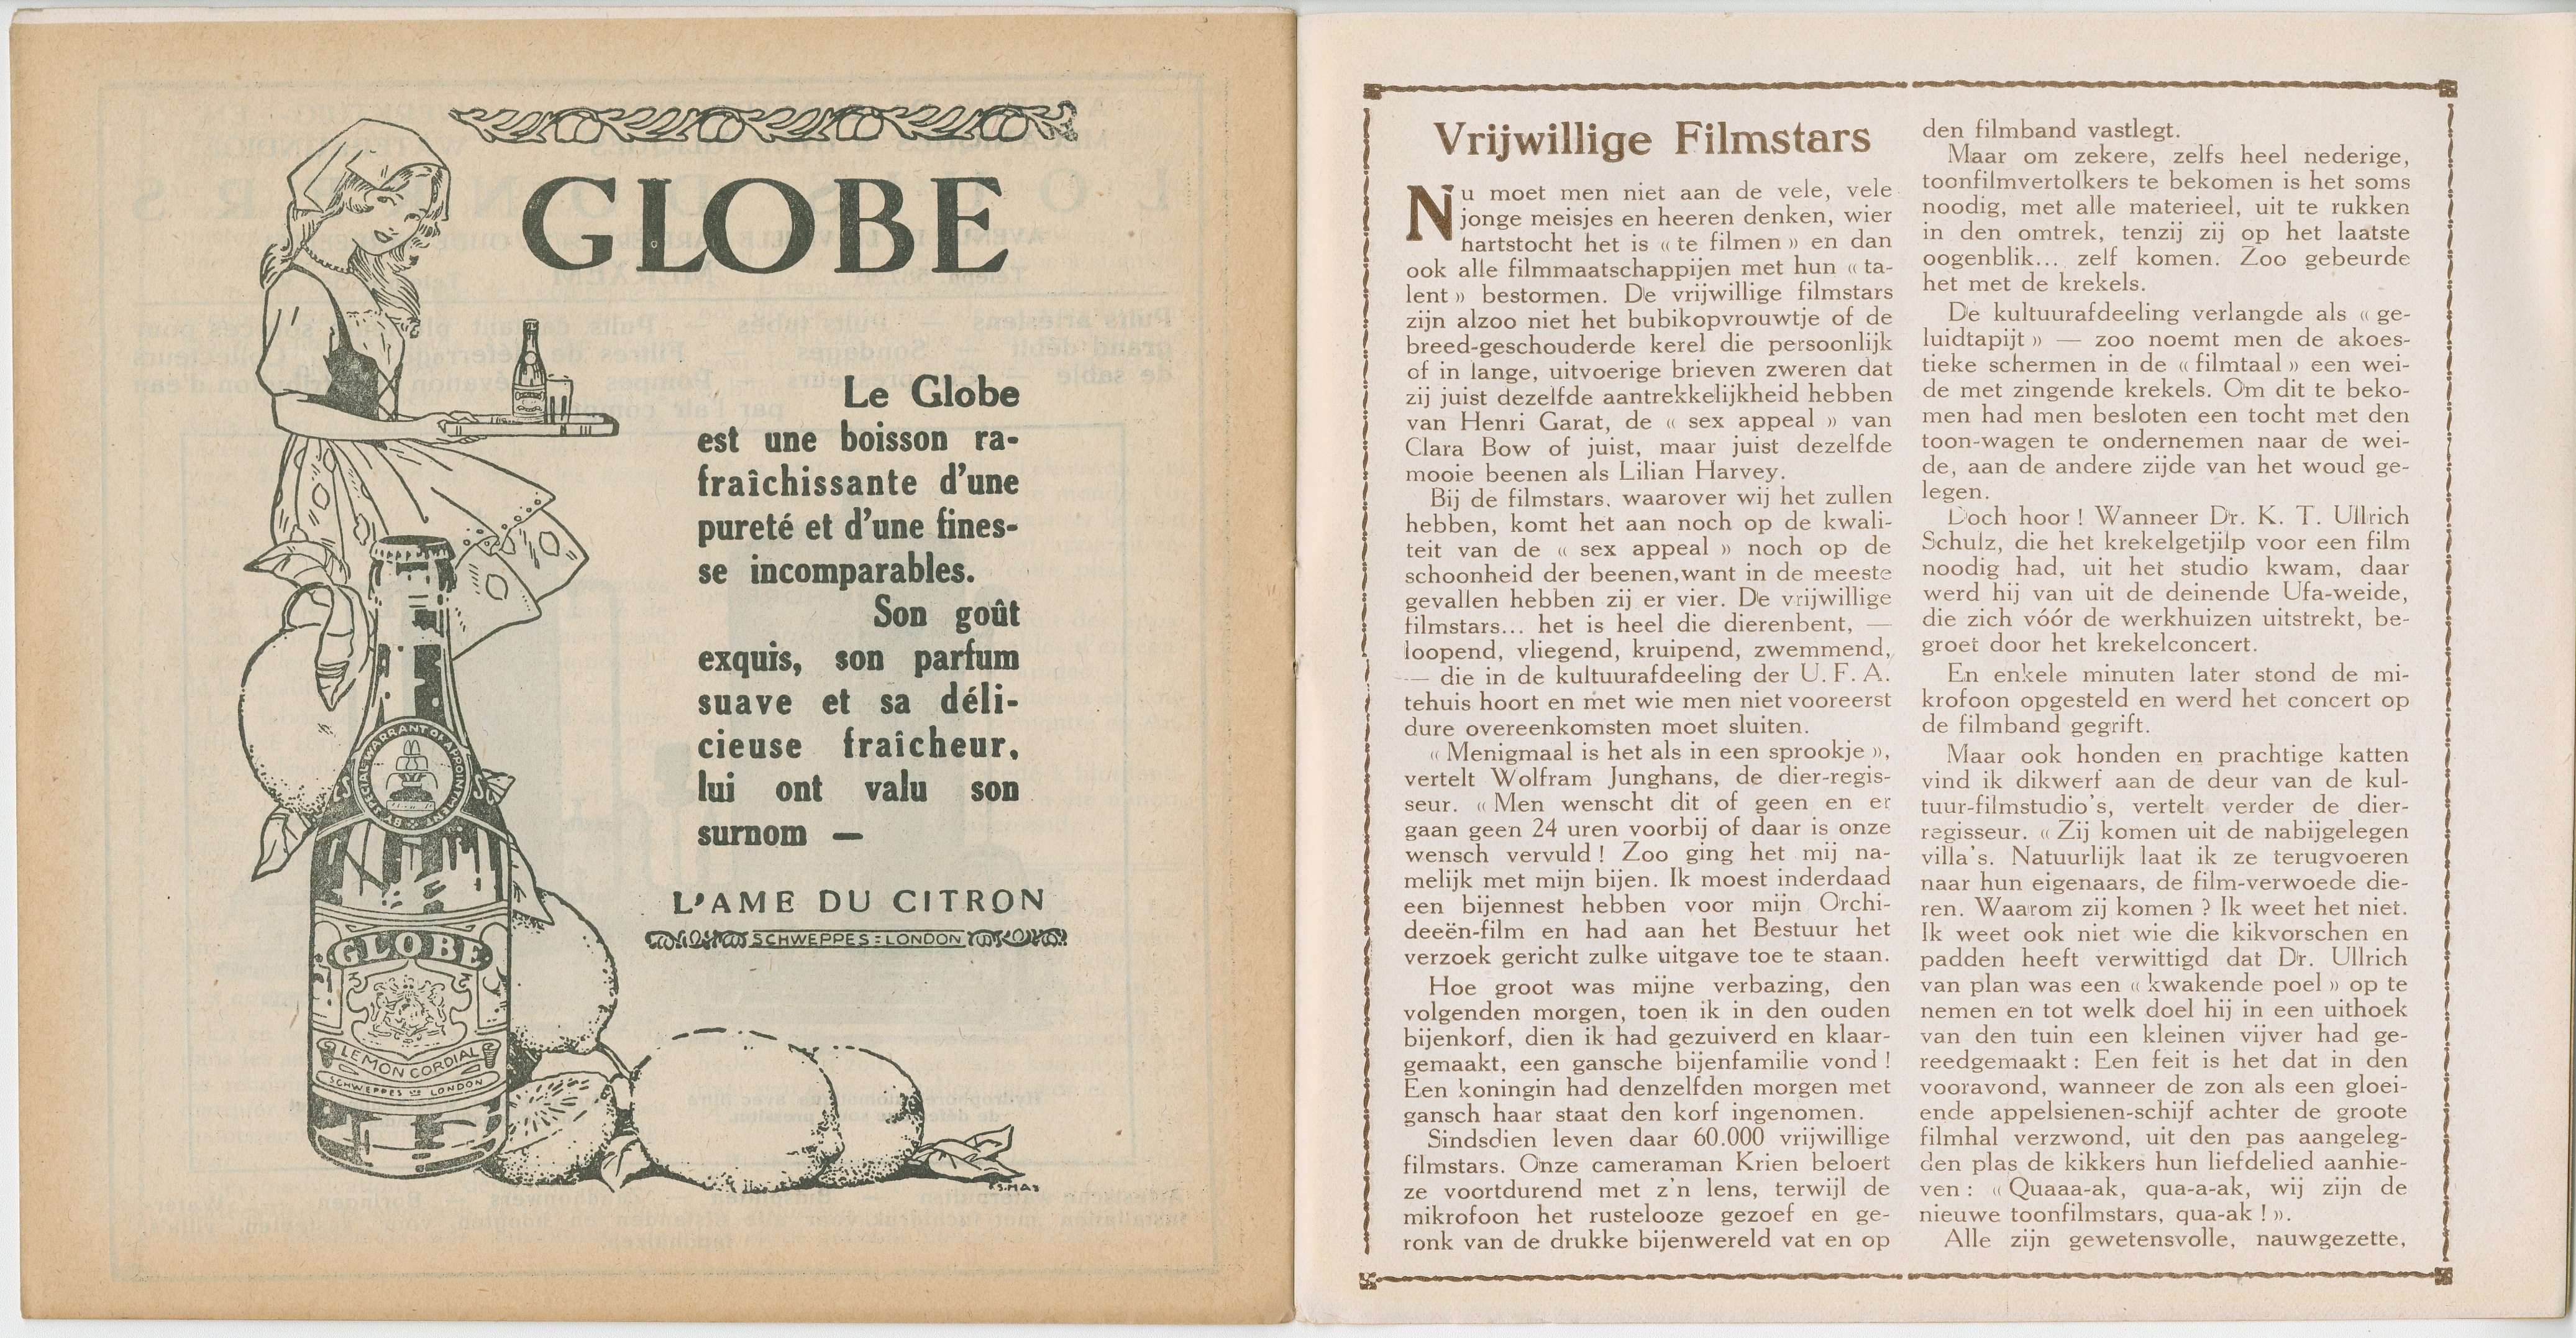 GLOBE
Le Globe
est une boisson ra-
fraîchissante d'une
pureté et d'une fines-
se incomparables.
Son goût
exquis, son parfum
suave et sa déli-
cieuse fraîcheur,
lui ont valu son
surnom —
L'AME DU CITRON
SCHWEPPES : LONDON
BY SPECIAL WARRANT OF APPOINTMENT
GLOBE
LEMON CORDIAL
SCHWEPPES LTD LONDON
Vrijwillige Filmstars
Nu moet men niet aan de vele, vele
jonge meisjes en heeren denken, wier
hartstocht het is « te filmen » en dan
ook alle filmmaatschappijen met hun « ta-
lent » bestormen. De vrijwillige filmstars
zijn alzoo niet het bubikopvrouwtje of de
breed-geschouderde kerel die persoonlijk
of in lange, uitvoerige brieven zweren dat
zij juist dezelfde aantrekkelijkheid hebben
van Henri Garat, de « sex appeal » van
Clara Bow of juist, maar juist dezelfde
mooie beenen als Lilian Harvey.
Bij de filmstars, waarover wij het zullen
hebben, komt het aan noch op de kwali-
teit van de « sex appeal » noch op de
schoonheid der beenen,want in de meeste
gevallen hebben zij er vier. De vrijwillige
filmstars... het is heel die dierenbent, —
loopend, vliegend, kruipend, zwemmend,
— die in de kultuurafdeeling der U. F. A.
tehuis hoort en met wie men niet vooreerst
dure overeenkomsten moet sluiten.
« Menigmaal is het als in een sprookje »,
vertelt Wolfram Junghans, de dier-regis-
seur. « Men wenscht dit of geen en er
gaan geen 24 uren voorbij of daar is onze
wensch vervuld ! Zoo ging het mij na-
melijk met mijn bijen. Ik moest inderdaad
een bijennest hebben voor mijn Orchi-
deeën-film en had aan het Bestuur het
verzoek gericht zulke uitgave toe te staan.
Hoe groot was mijne verbazing, den
volgenden morgen, toen ik in den ouden
bijenkorf, dien ik had gezuiverd en klaar-
gemaakt, een gansche bijenfamilie vond !
Een koningin had denzelfden morgen met
gansch haar staat den korf ingenomen.
Sindsdien leven daar 60.000 vrijwillige
filmstars. Onze cameraman Krien beloert
ze voortdurend met z'n lens, terwijl de
mikrofoon het rustelooze gezoef en ge-
ronk van de drukke bijenwereld vat en op
den filmband vastlegt.
Maar om zekere, zelfs heel nederige,
toonfilmvertolkers te bekomen is het soms
noodig, met alle materieel, uit te rukken
in den omtrek, tenzij zij op het laatste
oogenblik... zelf komen. Zoo gebeurde
het met de krekels.
De kultuurafdeeling verlangde als « ge-
luidtapijt » — zoo noemt men de akoes-
tieke schermen in de « filmtaal » een wei-
de met zingende krekels. Om dit te beko-
men had men besloten een tocht met den
toon-wagen te ondernemen naar de wei-
de, aan de andere zijde van het woud ge-
legen.
Doch hoor ! Wanneer Dr. K. T. Ullrich
Schulz, die het krekelgetjilp voor een film
noodig had, uit het studio kwam, daar
werd hij van uit de deinende Ufa-weide,
die zich vóór de werkhuizen uitstrekt, be-
groet door het krekelconcert.
En enkele minuten later stond de mi-
krofoon opgesteld en werd het concert op
de filmband gegrift.
Maar ook honden en prachtige katten
vind ik dikwerf aan de deur van de kul-
tuur-filmstudio's, vertelt verder de dier-
regisseur. « Zij komen uit de nabijgelegen
villa's. Natuurlijk laat ik ze terugvoeren
naar hun eigenaars, de film-verwoede die-
ren. Waarom zij komen ? Ik weet het niet.
Ik weet ook niet wie die kikvorschen en
padden heeft verwittigd dat Dr. Ullrich
van plan was een « kwakende poel » op te
nemen en tot welk doel hij in een uithoek
van den tuin een kleinen vijver had ge-
reedgemaakt : Een feit is het dat in den
vooravond, wanneer de zon als een gloei-
ende appelsienen-schijf achter de groote
filmhal verzwond, uit den pas aangeleg-
den plas de kikkers hun liefdelied aanhie-
ven : « Quaaa-ak, qua-a-ak, wij zijn de
nieuwe toonfilmstars, qua-ak ! ».
Alle zijn gewetensvolle, nauwgezette,